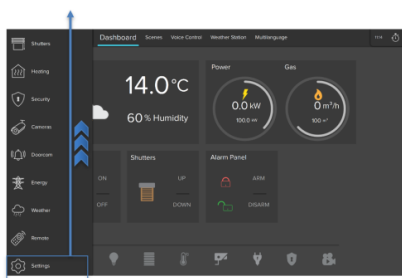 Shutters
Dashboard Scenes Voice Control Weather Station Multilanguage
Heating
Security
Cameras
Doorcom
Energy
Weather
Remote
Settings
14.0°C
60 % Humidity
Power
0.0 kW
100.0
Gas
0 m³/h
100
ON
OFF
Shutters
UP
DOWN
Alarm Panel
ARM
DISARM